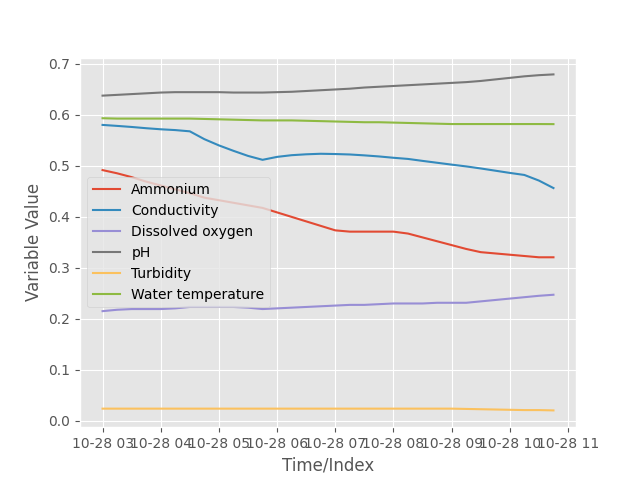 0.7
0.6
0.5
0.4
0.3
0.2
0.1
0.0
Variable Value
Ammonium
Conductivity
Dissolved oxygen
pH
Turbidity
Water temperature
10-28 03 10-28 04 10-28 05 10-28 06 10-28 07 10-28 08 10-28 09 10-28 10 10-28 11
Time/Index